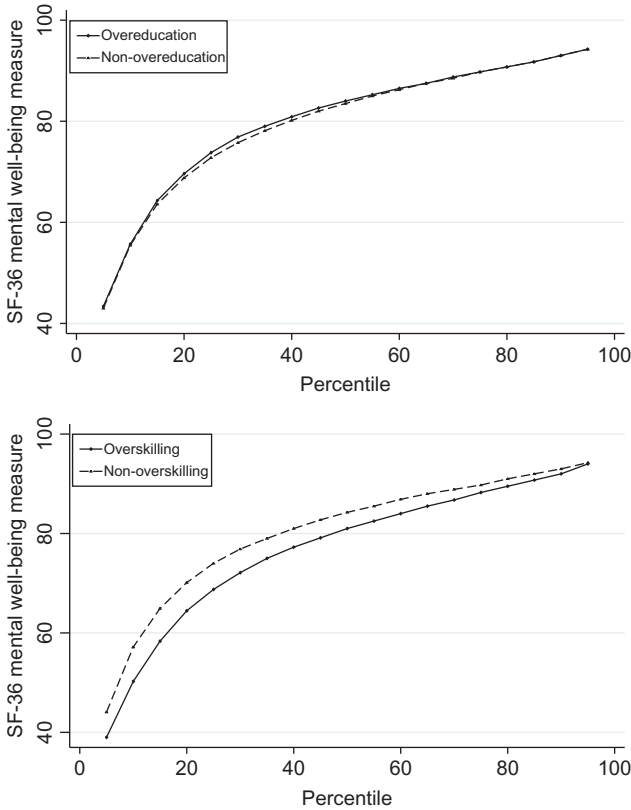 SF-36 mental well-being measure
100
80
60
40
Overeducation
Non-overeducation
0 20 40 60 80 100
Percentile
SF-36 mental well-being measure
100
80
60
40
Overskilling
Non-overskilling
0 20 40 60 80 100
Percentile